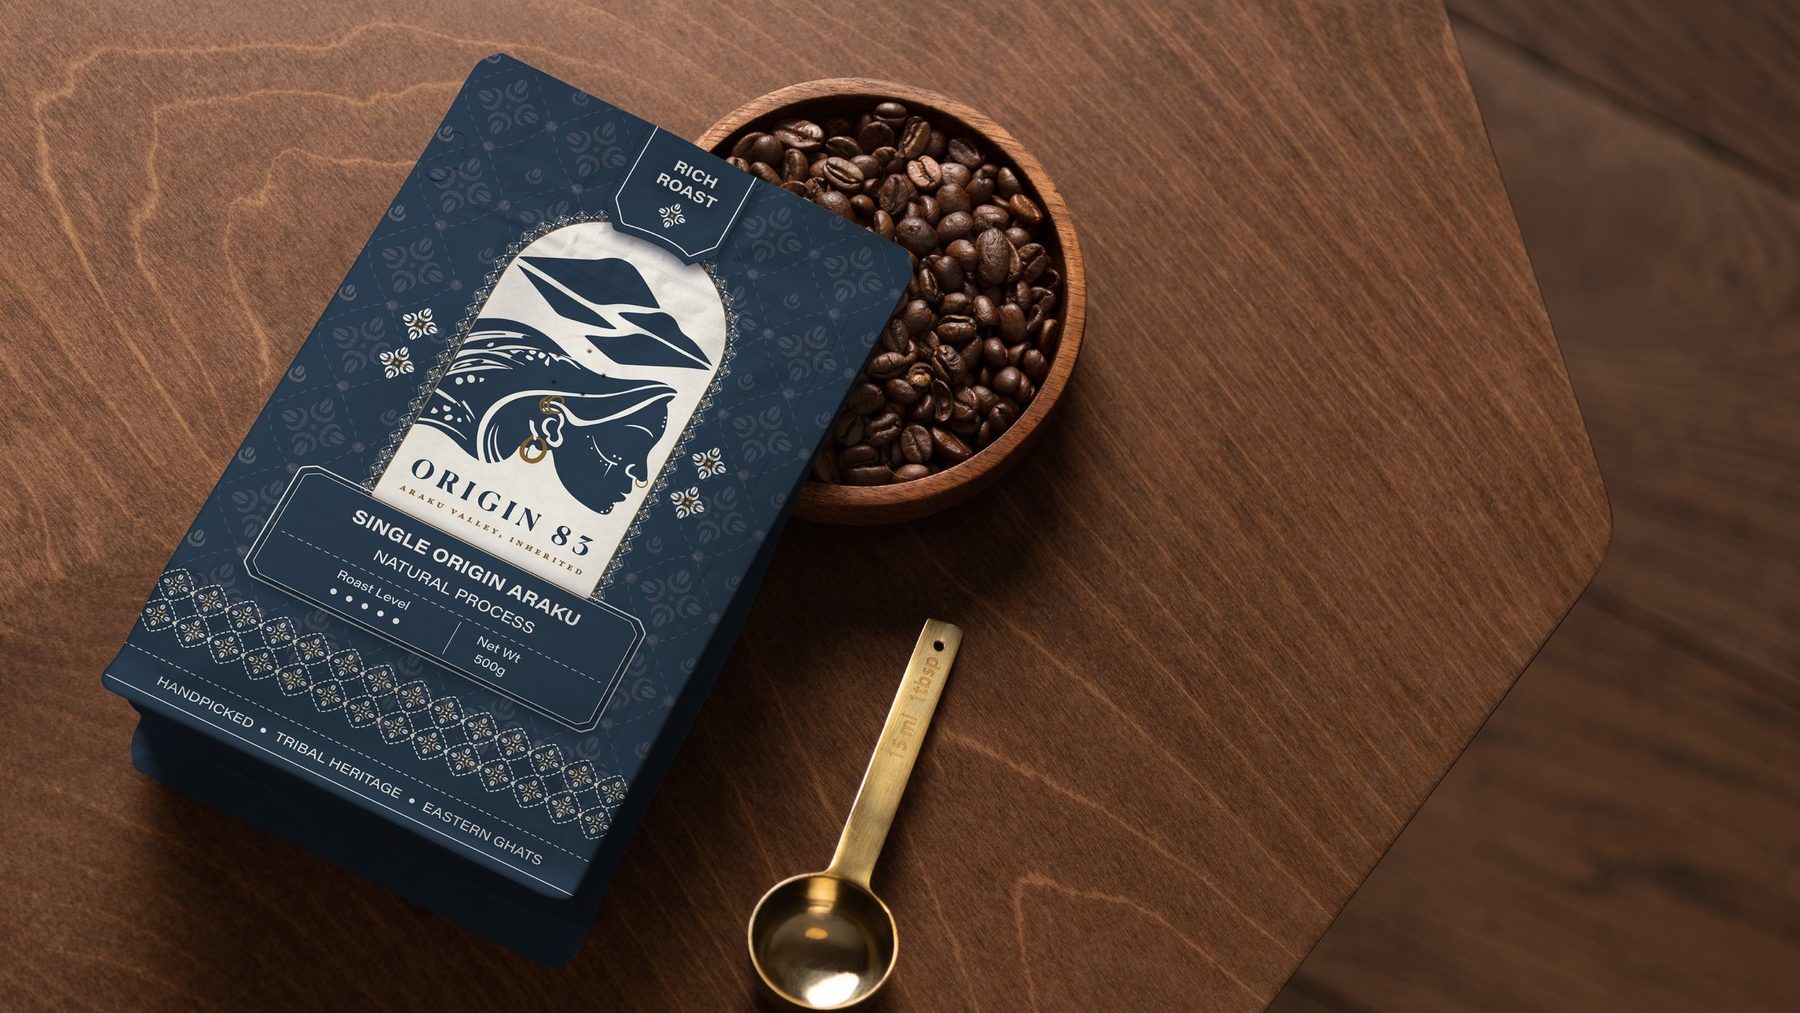 RICH
ROAST
ORIGIN 83
ARAKU VALLEY, INHERITED
SINGLE ORIGIN ARAKU
NATURAL PROCESS
Roast Level
Net Wt
500g
HANDPICKED • TRIBAL HERITAGE • EASTERN GHATS
15 ml 1tbsp